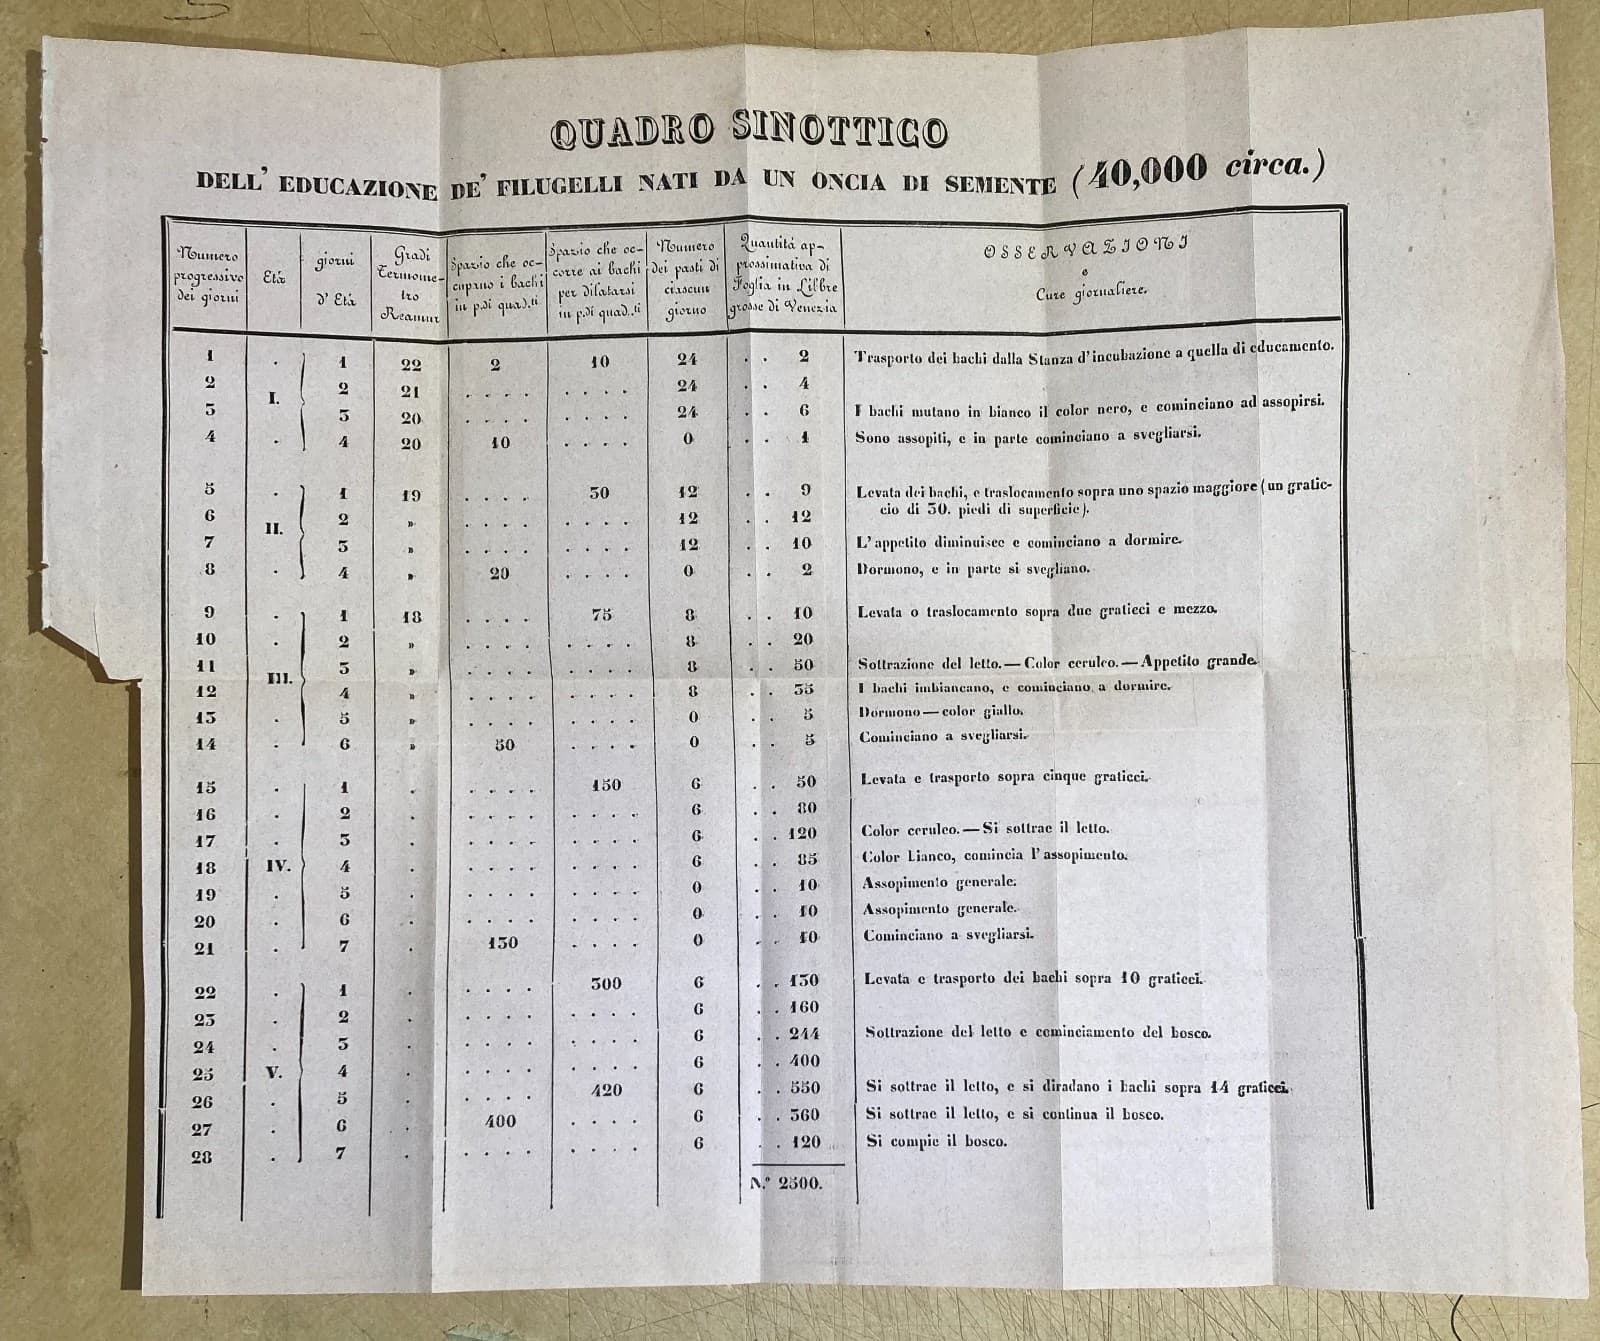 QUADRO SINOTTICO
DELL' EDUCAZIONE DE' FILUGELLI NATI DA UN ONCIA DI SEMENTE (40,000 circa.)
Numero progressivo dei giorni | Età | giorni d' Età | Gradi Termometro Reamur | Spazio che occupano i bachi in p.di quad.ti | Spazio che occorre ai bachi per dilatarsi in p.di quad..ti | Numero dei pasti di ciascun giorno | Quantità approssimativa di Foglia in Libbre grosse di Venezia | OSSERVAZIONI e Cure giornaliere.
1 . 1 22 2 10 24 . . 2 Trasporto dei bachi dalla Stanza d'incubazione a quella di educamento.
2 2 21 . . . . . . . . 24 . . 4
I.
3 3 20 . . . . . . . . 24 . . 6 I bachi mutano in bianco il color nero, e cominciano ad assopirsi.
4 . 4 20 10 . . . . 0 . . 1 Sono assopiti, e in parte cominciano a svegliarsi.
5 . 1 19 . . . . 30 12 . . 9 Levata dei bachi, e traslocamento sopra uno spazio maggiore (un gratic-
cio di 30. piedi di superficie).
6 II. 2 » . . . . . . . . 12 . . 12
7 3 » . . . . . . . . 12 . . 10 L'appetito diminuisce e cominciano a dormire.
8 . 4 » 20 . . . . 0 . . 2 Dormono, e in parte si svegliano.
9 . 1 18 . . . . 75 8 . . 10 Levata o traslocamento sopra due graticci e mezzo.
10 . 2 » . . . . . . . . 8 . . 20
11 3 » . . . . . . . . 8 . . 50 Sottrazione del letto.—Color ceruleo.—Appetito grande.
III.
12 4 » . . . . . . . . 8 . . 35 I bachi imbiancano, e cominciano a dormire.
13 . 5 » . . . . . . . . 0 . . 5 Dormono—color giallo.
14 . 6 » 50 . . . . 0 . . 5 Cominciano a svegliarsi.
15 . 1 . . . . . 150 6 . . 50 Levata e trasporto sopra cinque graticci.
16 . 2 . . . . . . . . . 6 . . 80
17 . 3 . . . . . . . . . 6 . . 120 Color ceruleo.—Si sottrae il letto.
18 IV. 4 . . . . . . . . . 6 . . 85 Color bianco, comincia l'assopimento.
19 . 5 . . . . . . . . . 0 . . 10 Assopimento generale.
20 . 6 . . . . . . . . . 0 . . 10 Assopimento generale.
21 . 7 . 130 . . . . 0 . . 10 Cominciano a svegliarsi.
22 . 1 . . . . . 300 6 . . 130 Levata e trasporto dei bachi sopra 10 graticci.
23 . 2 . . . . . . . . . 6 . . 160
24 . 3 . . . . . . . . . 6 . . 244 Sottrazione del letto e cominciamento del bosco.
25 V. 4 . . . . . . . . . 6 . . 400
26 . 5 . . . . . 420 6 . . 550 Si sottrae il letto, e si diradano i bachi sopra 14 graticci.
27 . 6 . 400 . . . . 6 . . 360 Si sottrae il letto, e si continua il bosco.
28 . 7 . . . . . . . . . 6 . . 120 Si compie il bosco.
N.° 2500.